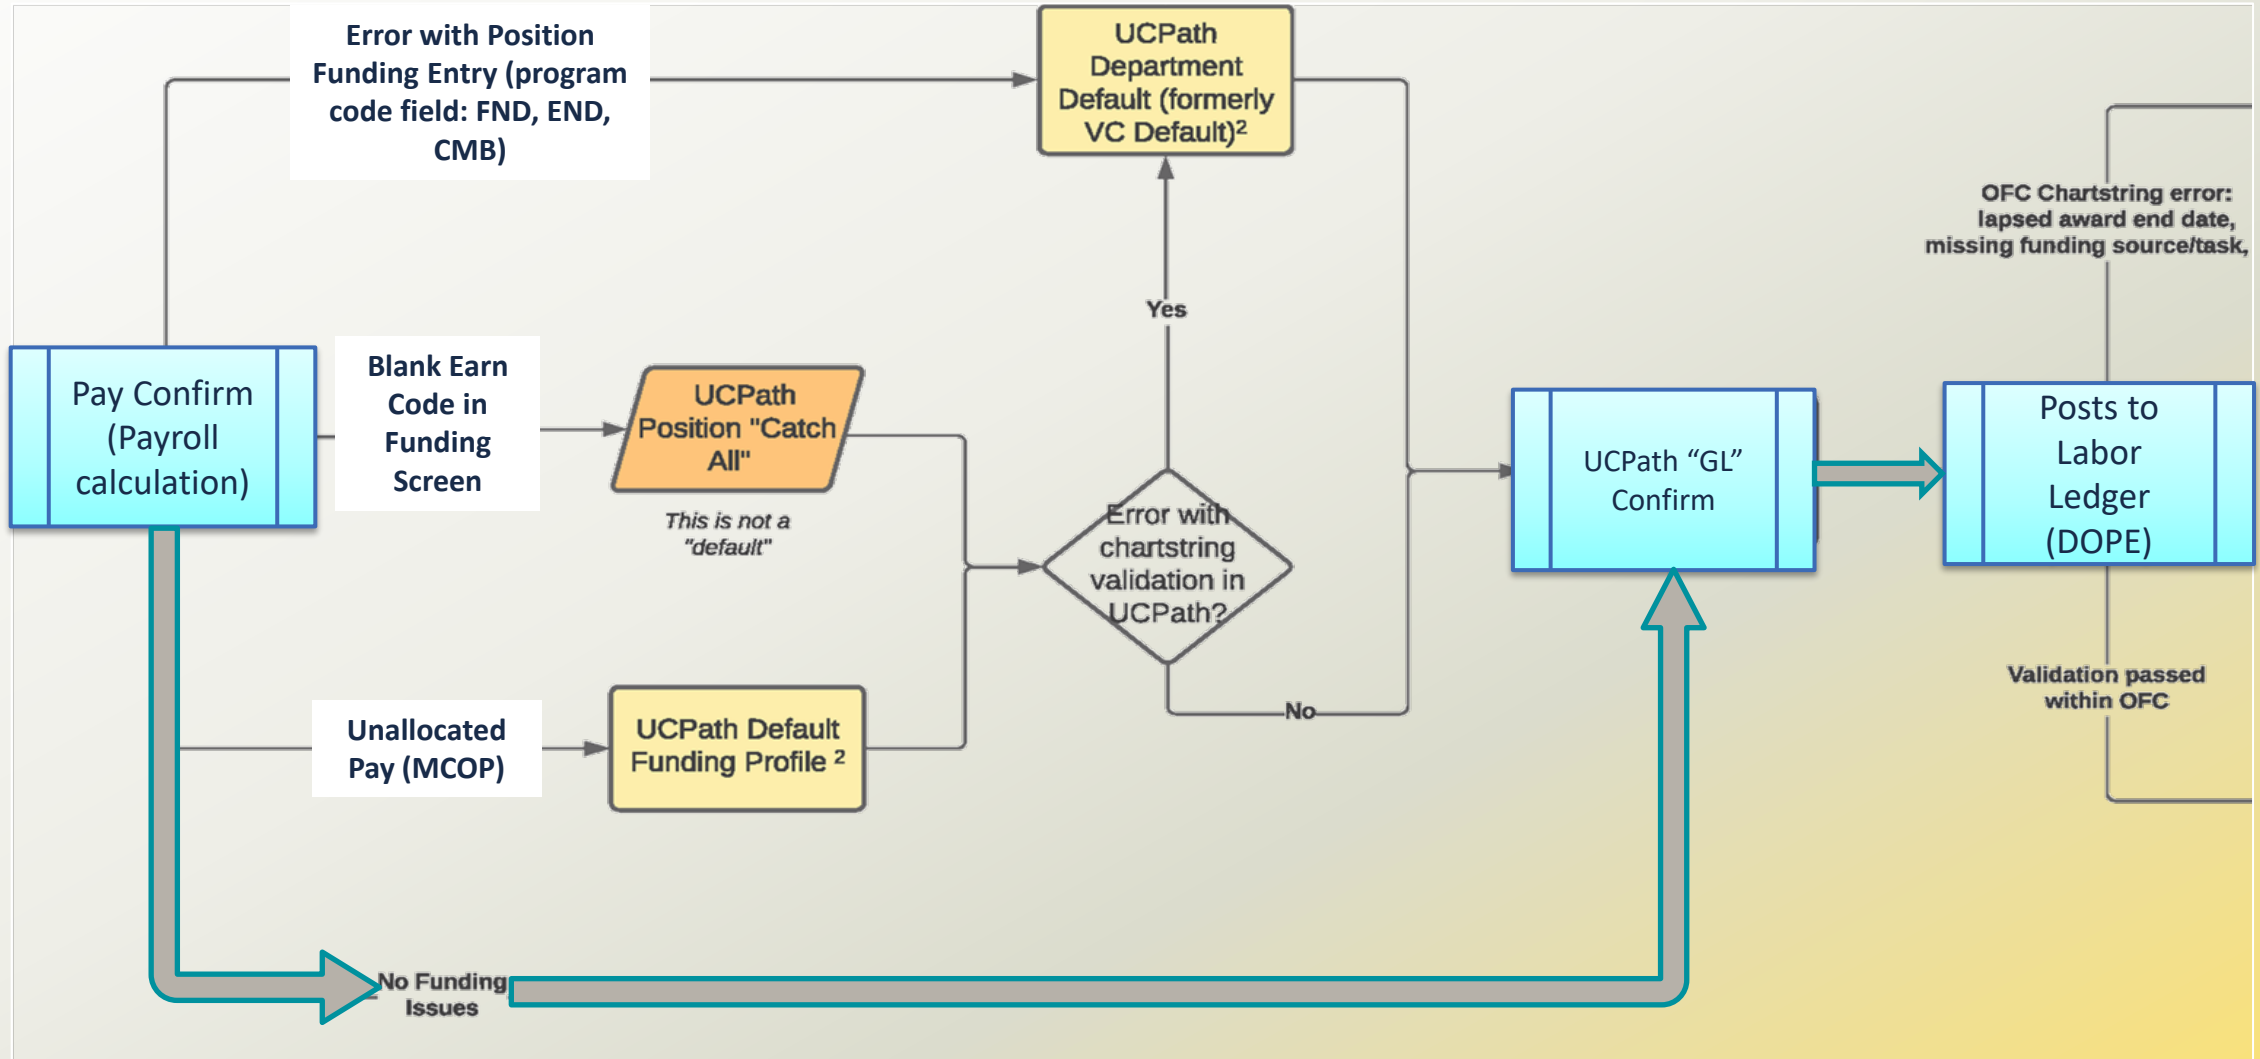 Error with Position
Funding Entry (program
code field: FND, END,
CMB)
UCPath
Department
Default (formerly
VC Default)²
OFC Chartstring error:
lapsed award end date,
missing funding source/task,
Yes
Pay Confirm
(Payroll
calculation)
Blank Earn
Code in
Funding
Screen
UCPath
Position "Catch
All"
This is not a
"default"
Error with
chartstring
validation in
UCPath?
UCPath “GL”
Confirm
Posts to
Labor
Ledger
(DOPE)
Unallocated
Pay (MCOP)
UCPath Default
Funding Profile ²
No
Validation passed
within OFC
No Funding
Issues